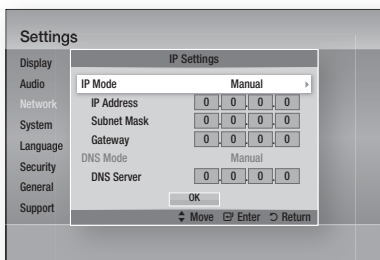 Settings
Display
Audio
Network
System
Language
Security
General
Support
IP Settings
IP Mode Manual
IP Address 0 . 0 . 0 . 0
Subnet Mask 0 . 0 . 0 . 0
Gateway 0 . 0 . 0 . 0
DNS Mode Manual
DNS Server 0 . 0 . 0 . 0
OK
Move Enter Return